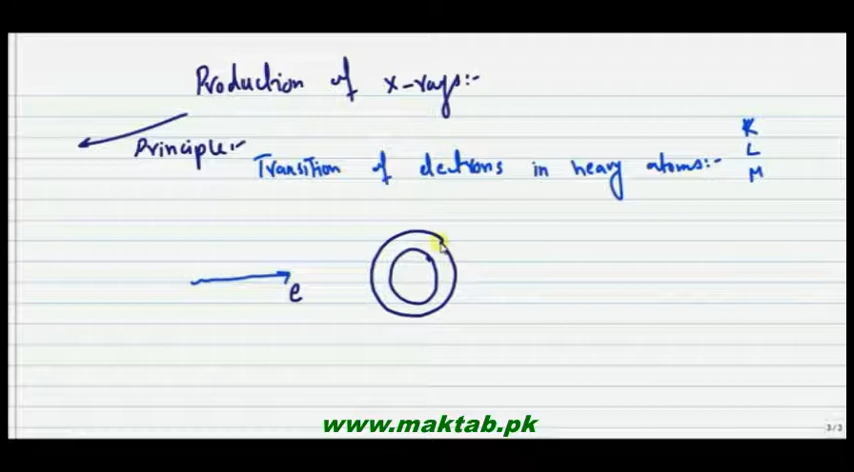 Production of x-rays:-
Principle:- Transition of electrons in heavy atoms:-
K
L
M
e
www.maktab.pk
3/3